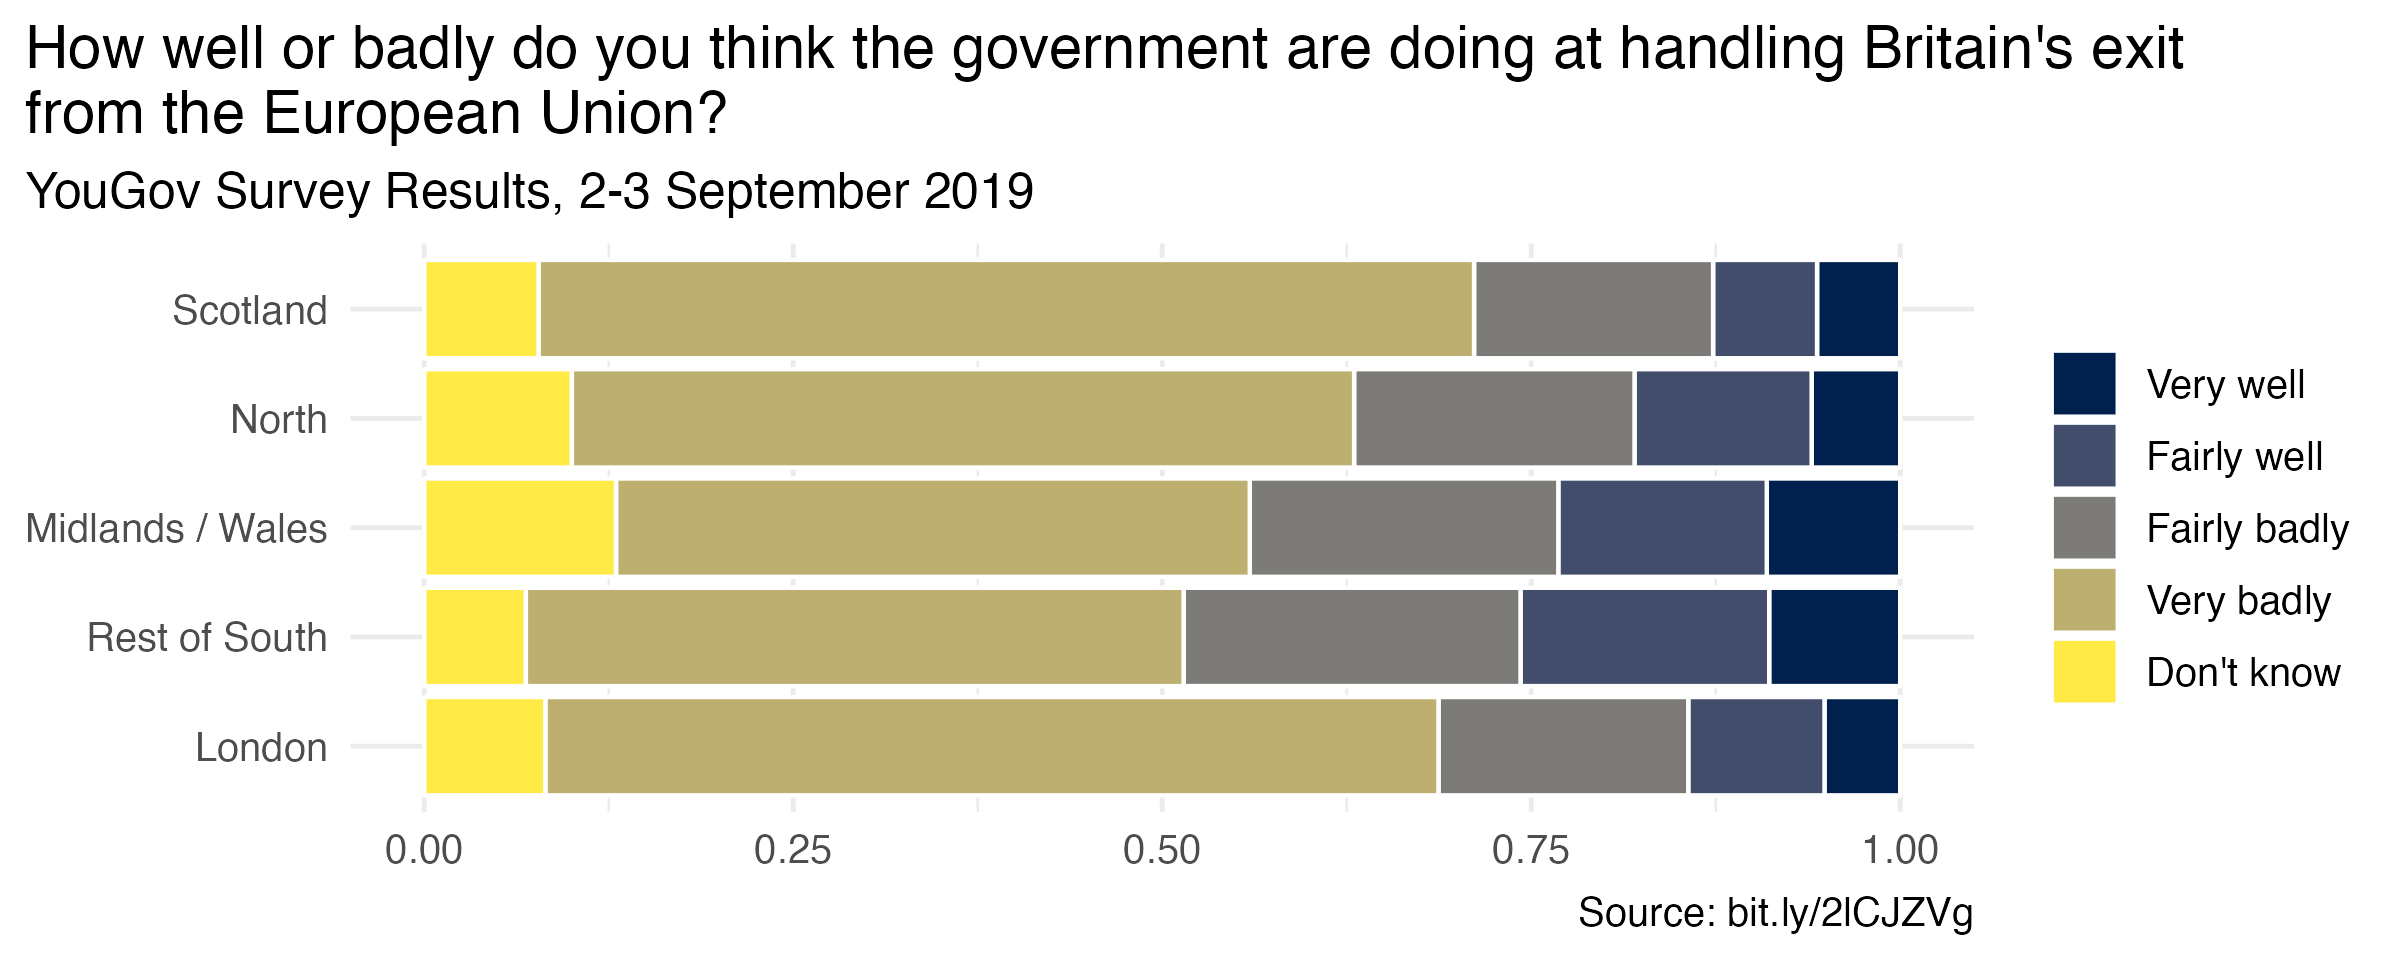 How well or badly do you think the government are doing at handling Britain's exit
from the European Union?
YouGov Survey Results, 2-3 September 2019
Scotland
North
Midlands / Wales
Rest of South
London
0.00 0.25 0.50 0.75 1.00
Very well
Fairly well
Fairly badly
Very badly
Don't know
Source: bit.ly/2lCJZVg